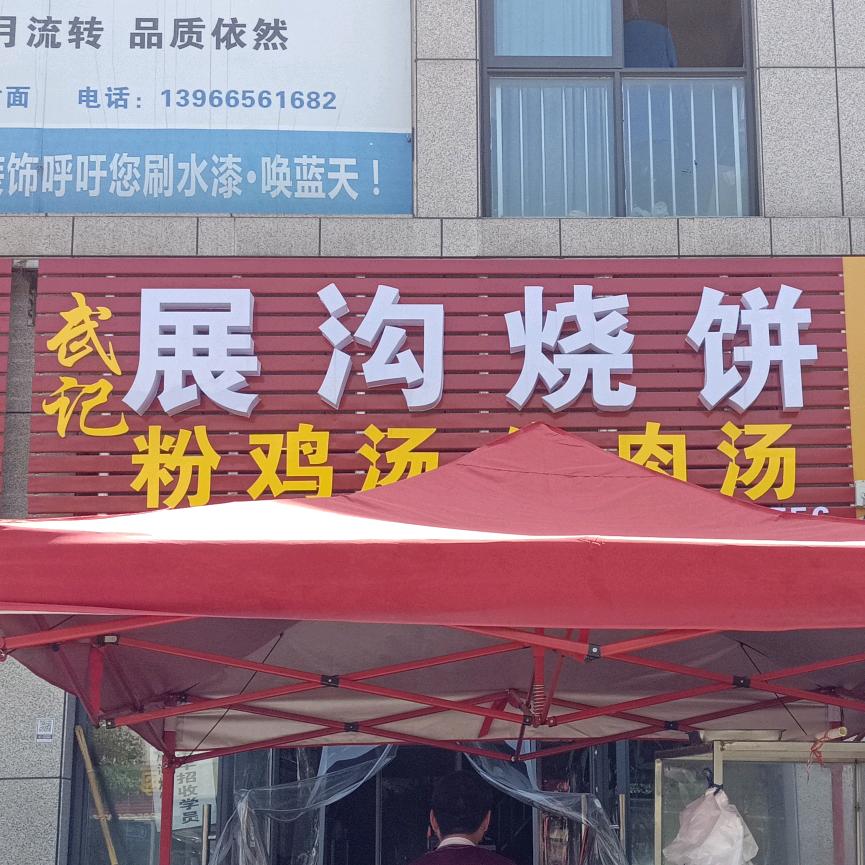 月流转 品质依然
面 电话：13966561682
装饰呼吁您刷水漆·唤蓝天！
武记
展沟烧饼
粉鸡汤 肉汤
招收学员